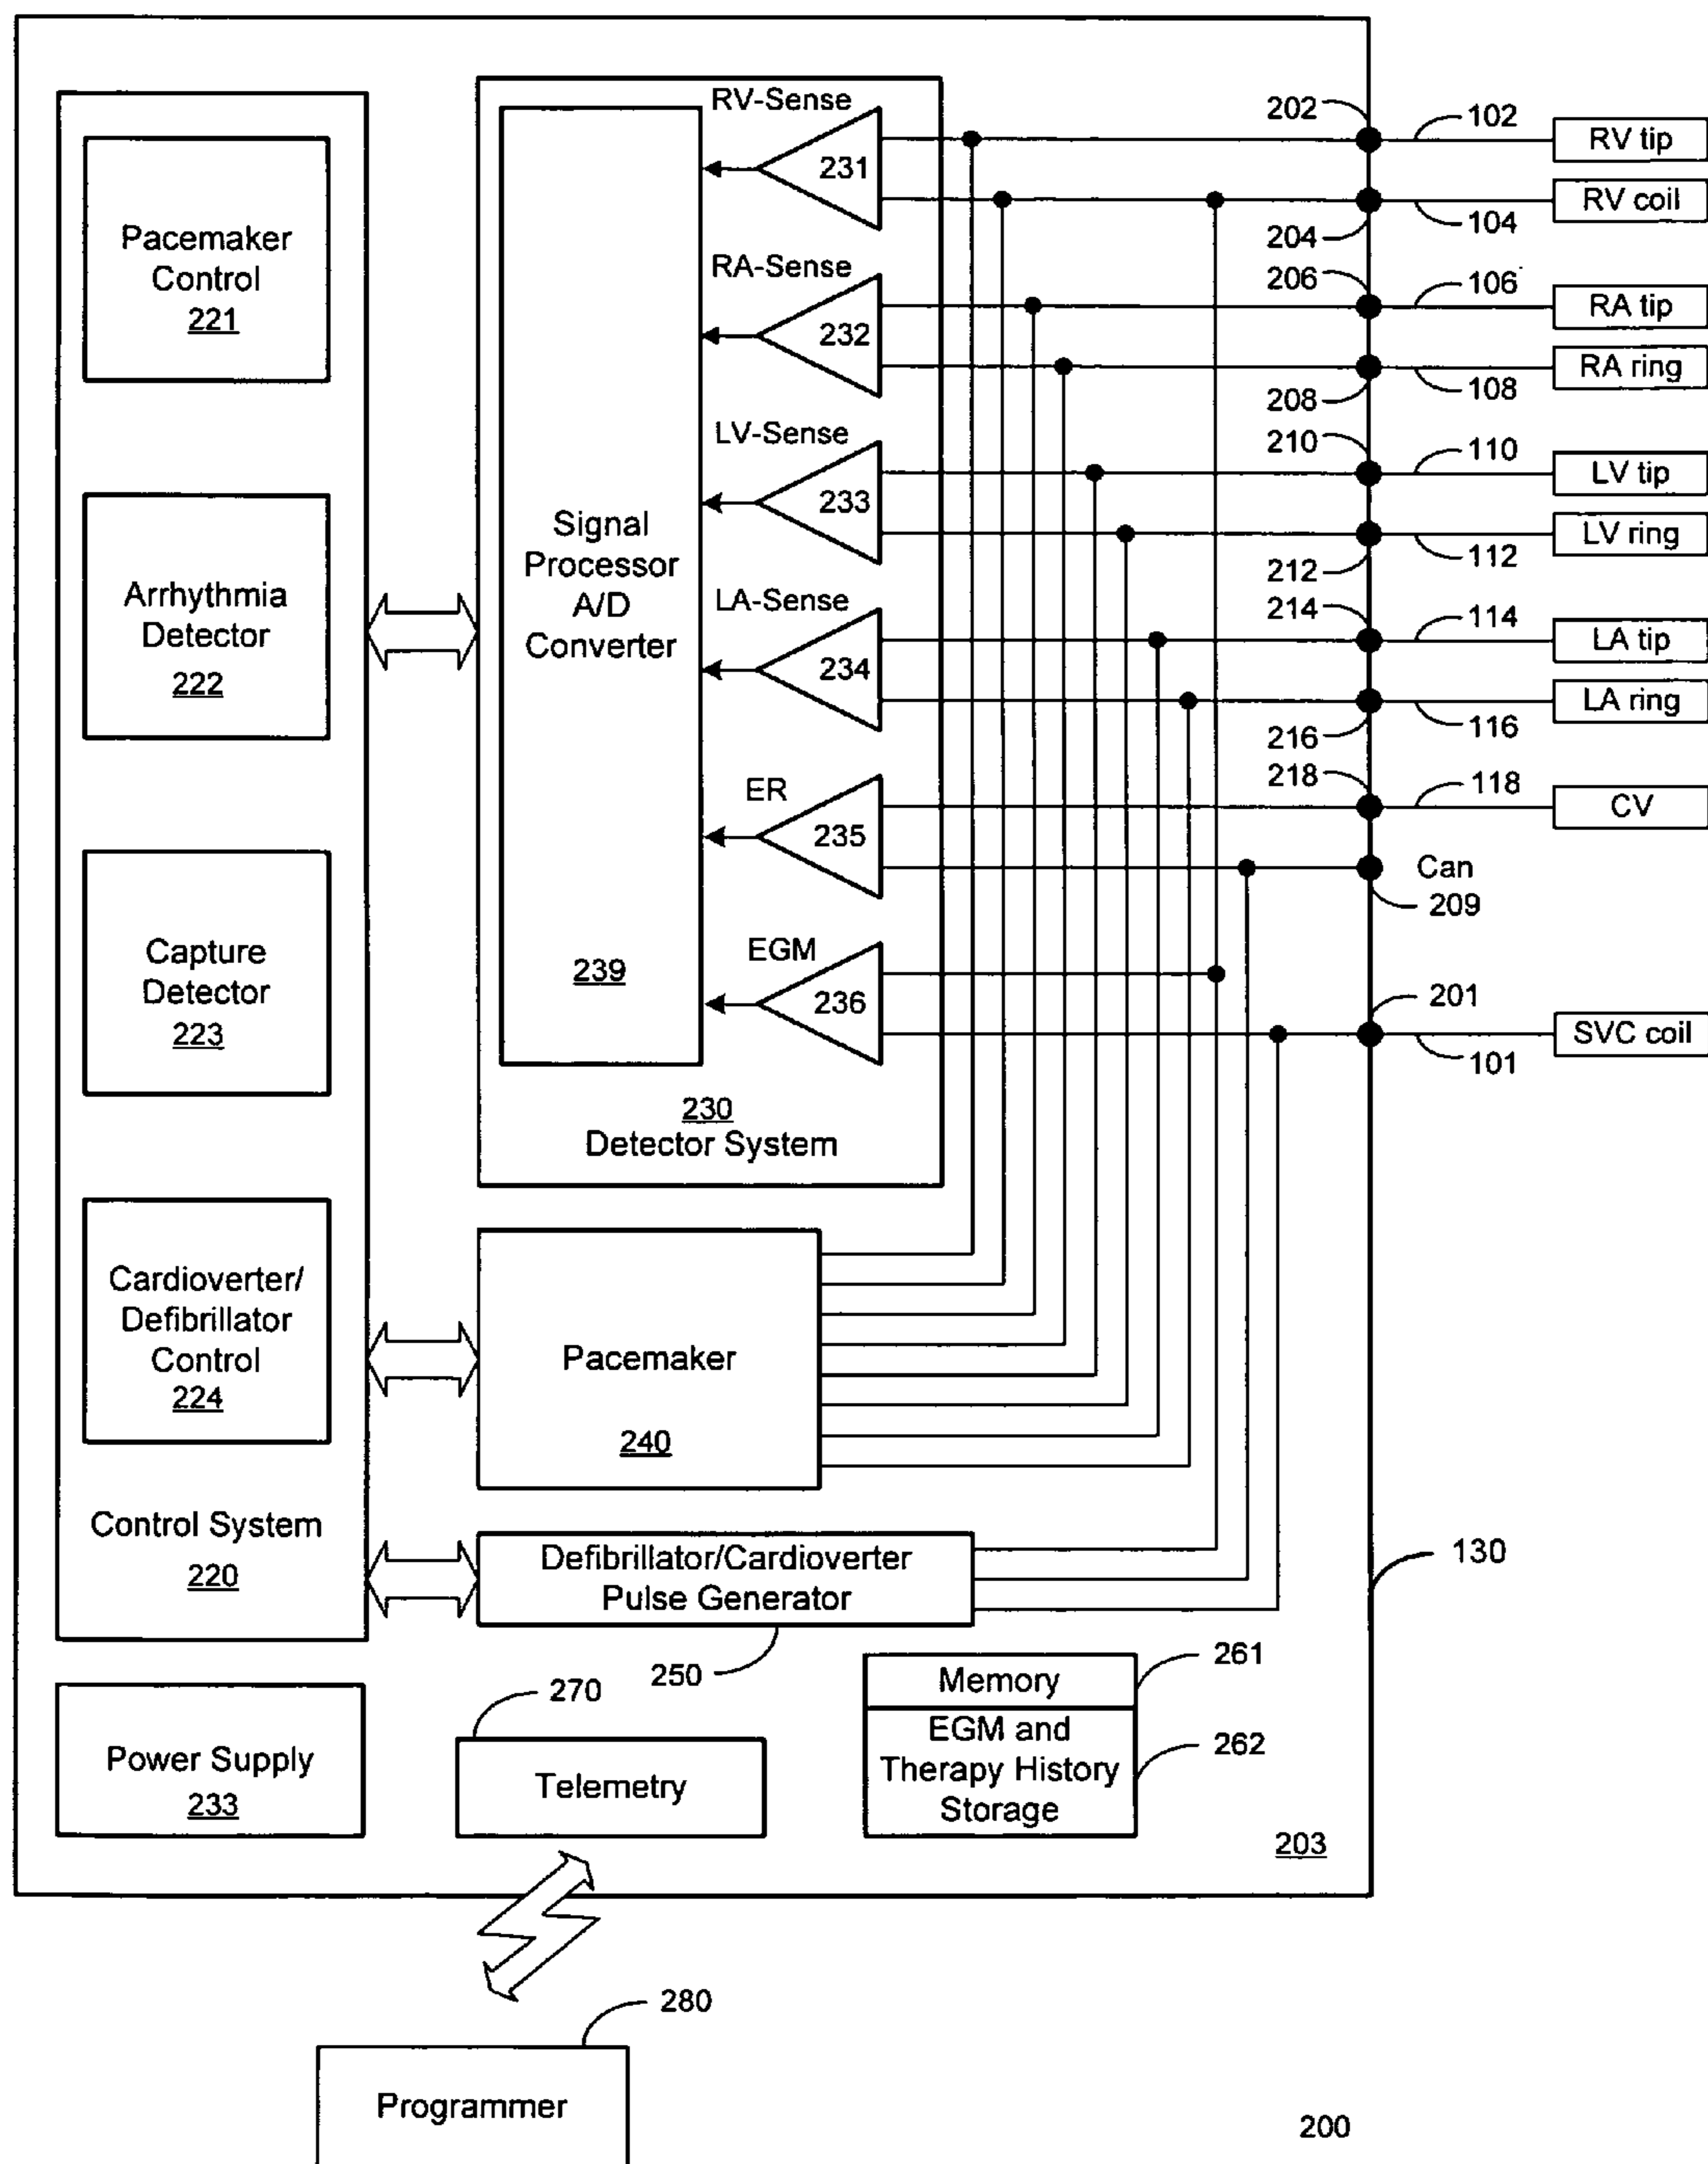 Pacemaker
Control
221
Arrhythmia
Detector
222
Capture
Detector
223
Cardioverter/
Defibrillator
Control
224
Control System
220
Power Supply
233
Signal
Processor
A/D
Converter
239
RV-Sense
231
RA-Sense
232
LV-Sense
233
LA-Sense
234
ER
235
EGM
236
230
Detector System
Pacemaker
240
Defibrillator/Cardioverter
Pulse Generator
250
270
Telemetry
Memory
261
EGM and
Therapy History
Storage
262
203
202
102
RV tip
RV coil
204
104
206
106
RA tip
RA ring
208
108
210
110
LV tip
LV ring
212
112
214
114
LA tip
LA ring
216
116
218
118
CV
Can
209
201
SVC coil
101
130
280
Programmer
200